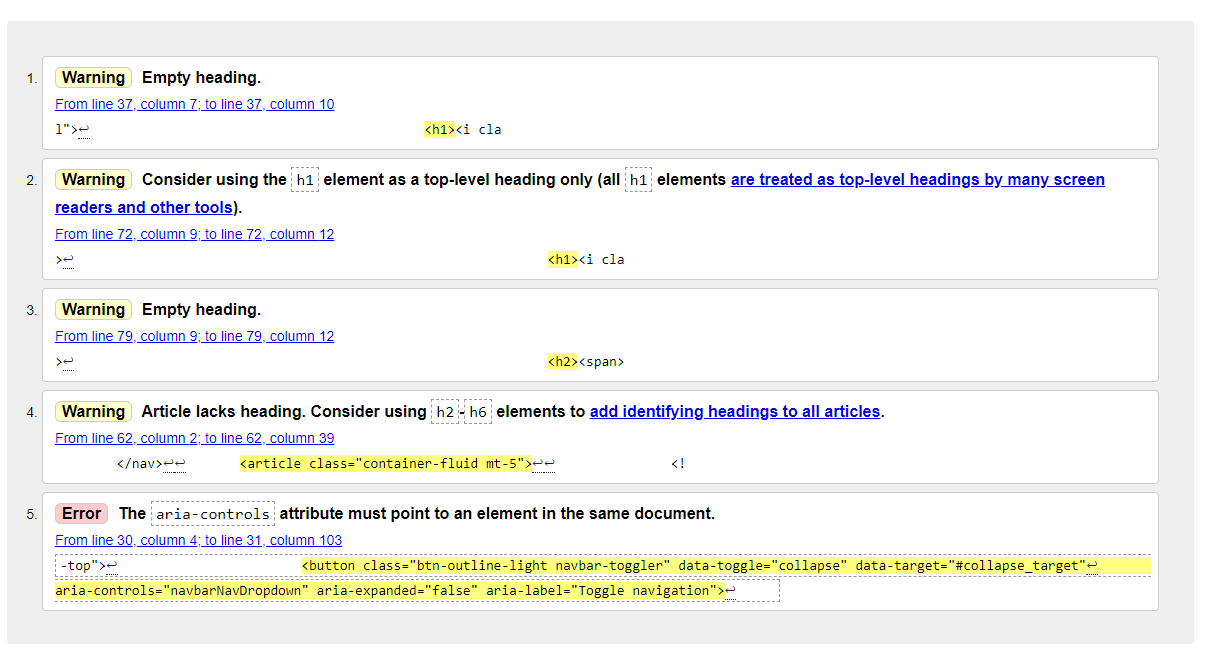 1. Warning Empty heading.
From line 37, column 7; to line 37, column 10
l">↩ <h1><i cla
2. Warning Consider using the h1 element as a top-level heading only (all h1 elements are treated as top-level headings by many screen
readers and other tools).
From line 72, column 9; to line 72, column 12
>↩ <h1><i cla
3. Warning Empty heading.
From line 79, column 9; to line 79, column 12
>↩ <h2><span>
4. Warning Article lacks heading. Consider using h2-h6 elements to add identifying headings to all articles.
From line 62, column 2; to line 62, column 39
</nav>↩↩ <article class="container-fluid mt-5">↩↩ <!
5. Error The aria-controls attribute must point to an element in the same document.
From line 30, column 4; to line 31, column 103
-top">↩ <button class="btn-outline-light navbar-toggler" data-toggle="collapse" data-target="#collapse_target"↩
aria-controls="navbarNavDropdown" aria-expanded="false" aria-label="Toggle navigation">↩